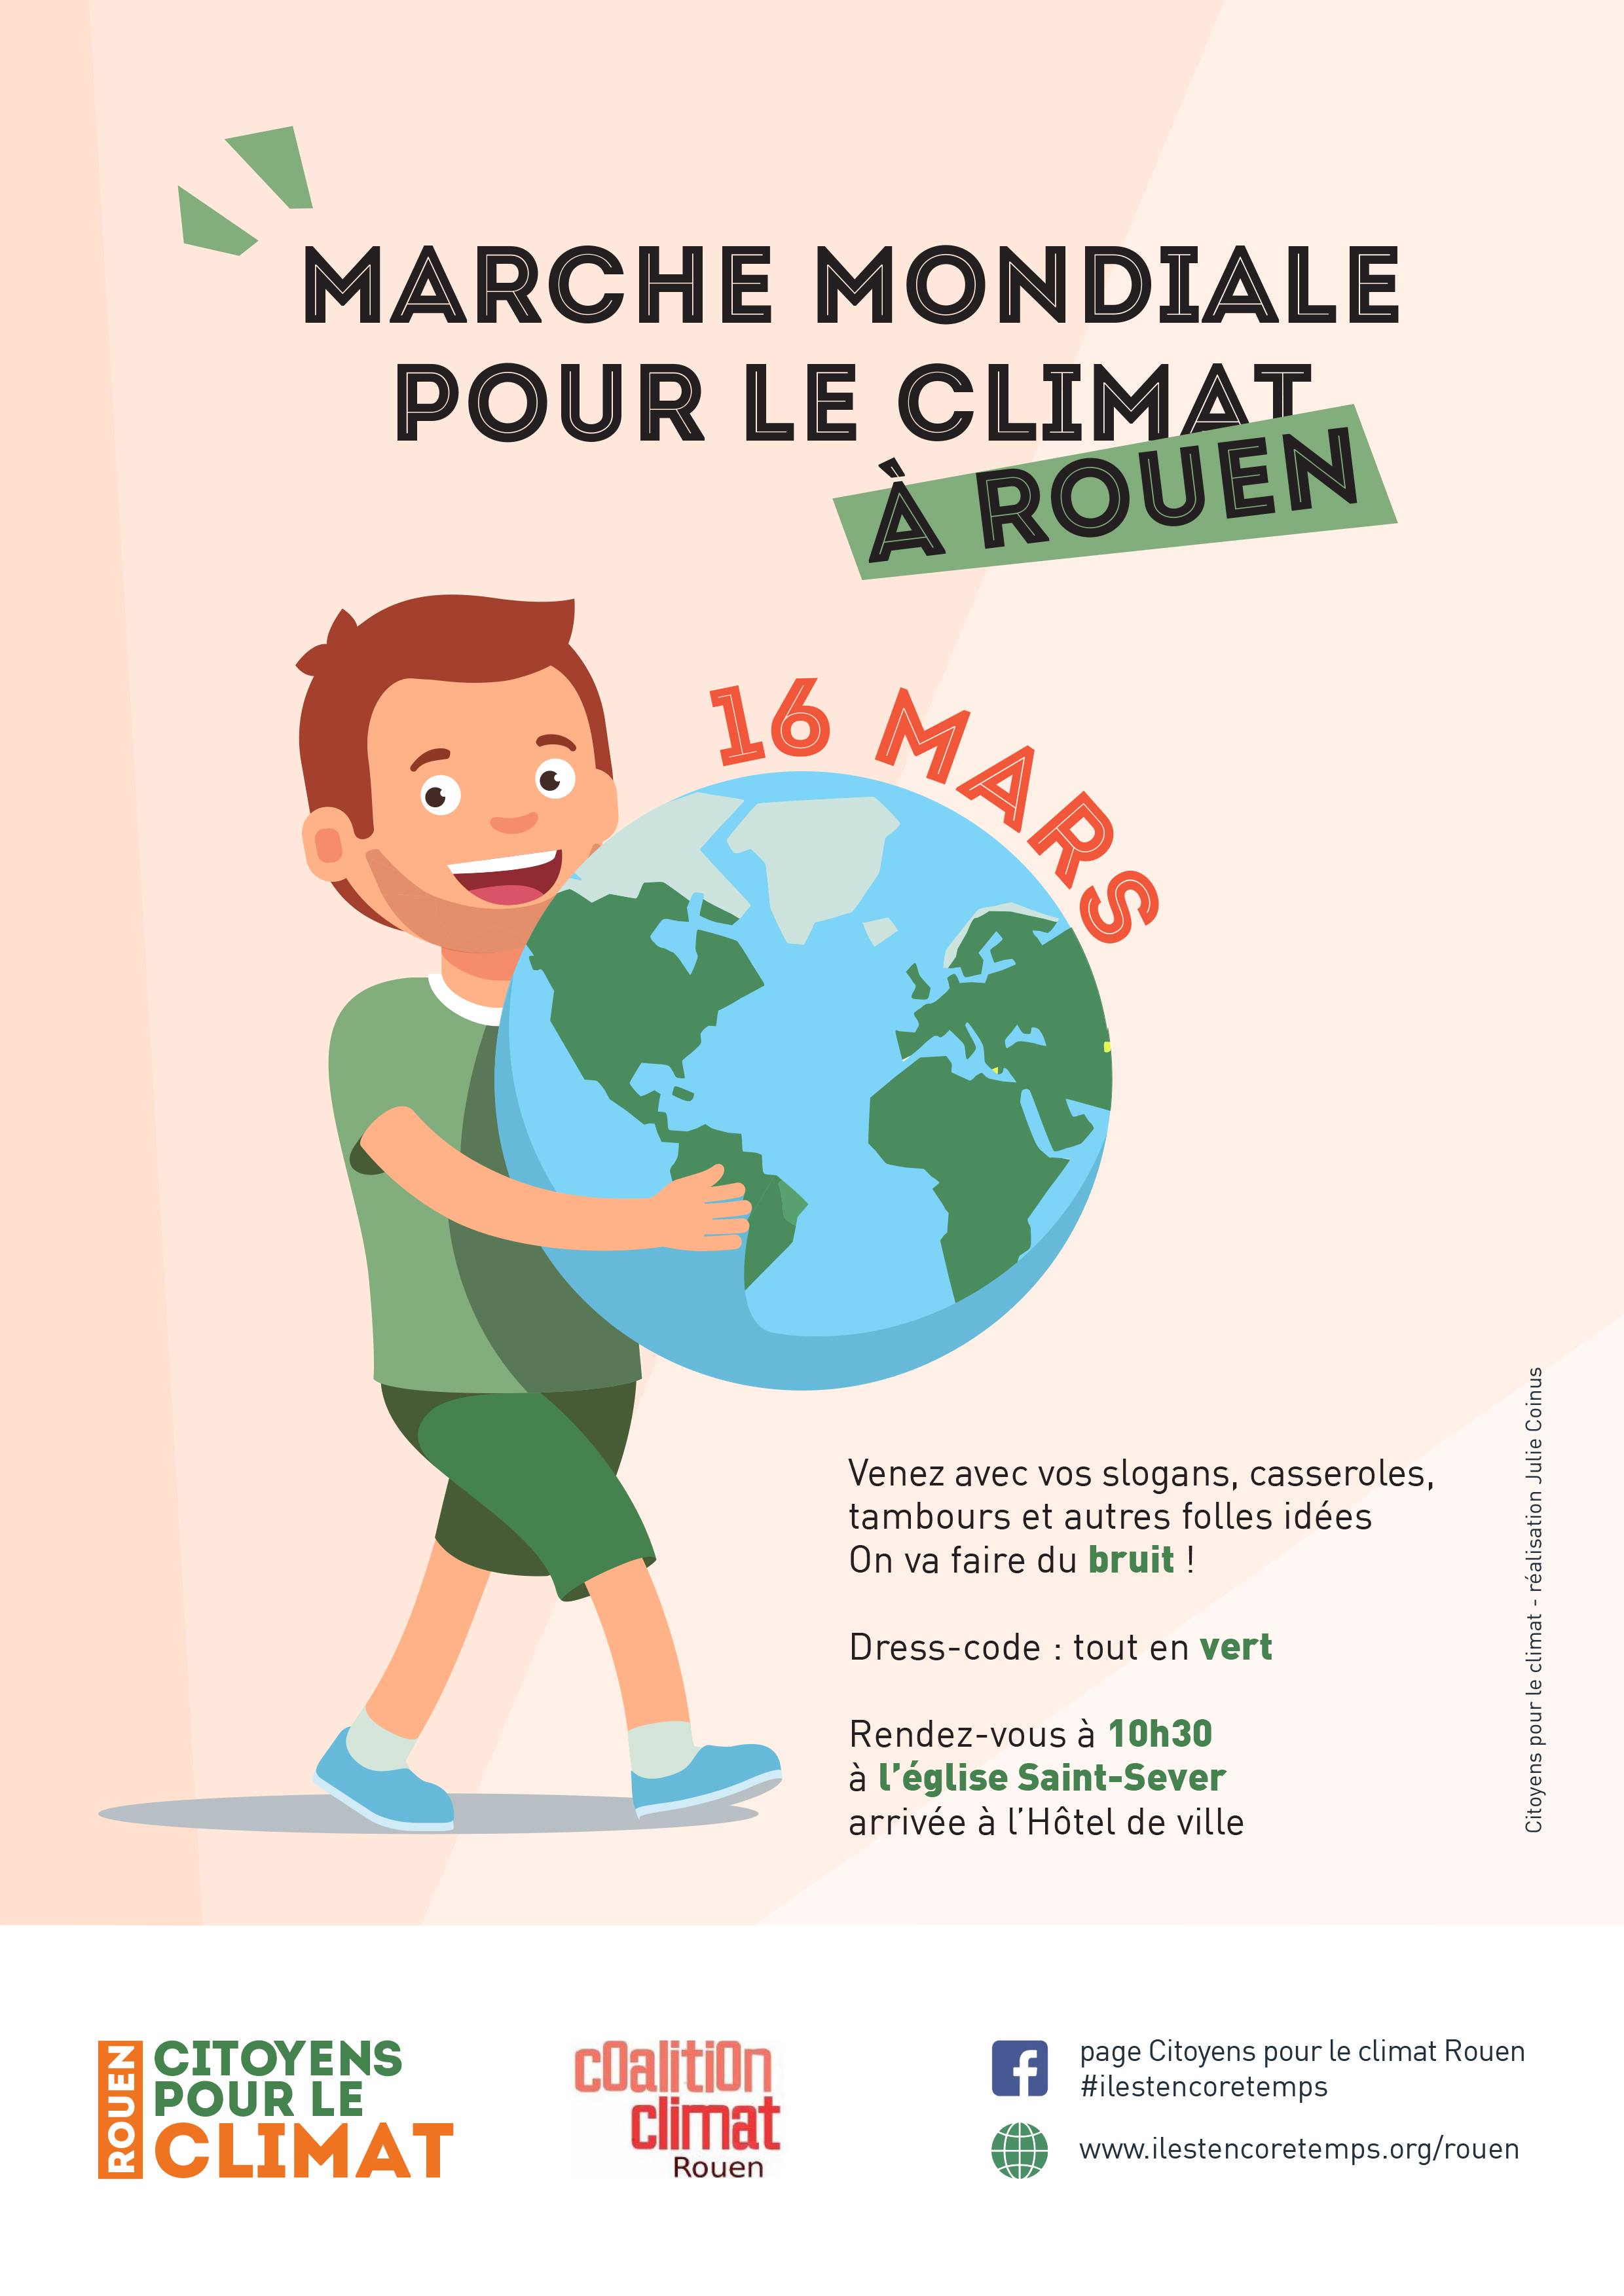 MARCHE MONDIALE
POUR LE CLIMAT
À ROUEN
16 MARS
Venez avec vos slogans, casseroles,
tambours et autres folles idées
On va faire du bruit !
Dress-code : tout en vert
Rendez-vous à 10h30
à l'église Saint-Sever
arrivée à l'Hôtel de ville
Citoyens pour le climat - réalisation Julie Coinus
ROUEN
CITOYENS
POUR LE
CLIMAT
cOalitiOn
climat
Rouen
page Citoyens pour le climat Rouen
#ilestencoretemps
www.ilestencoretemps.org/rouen